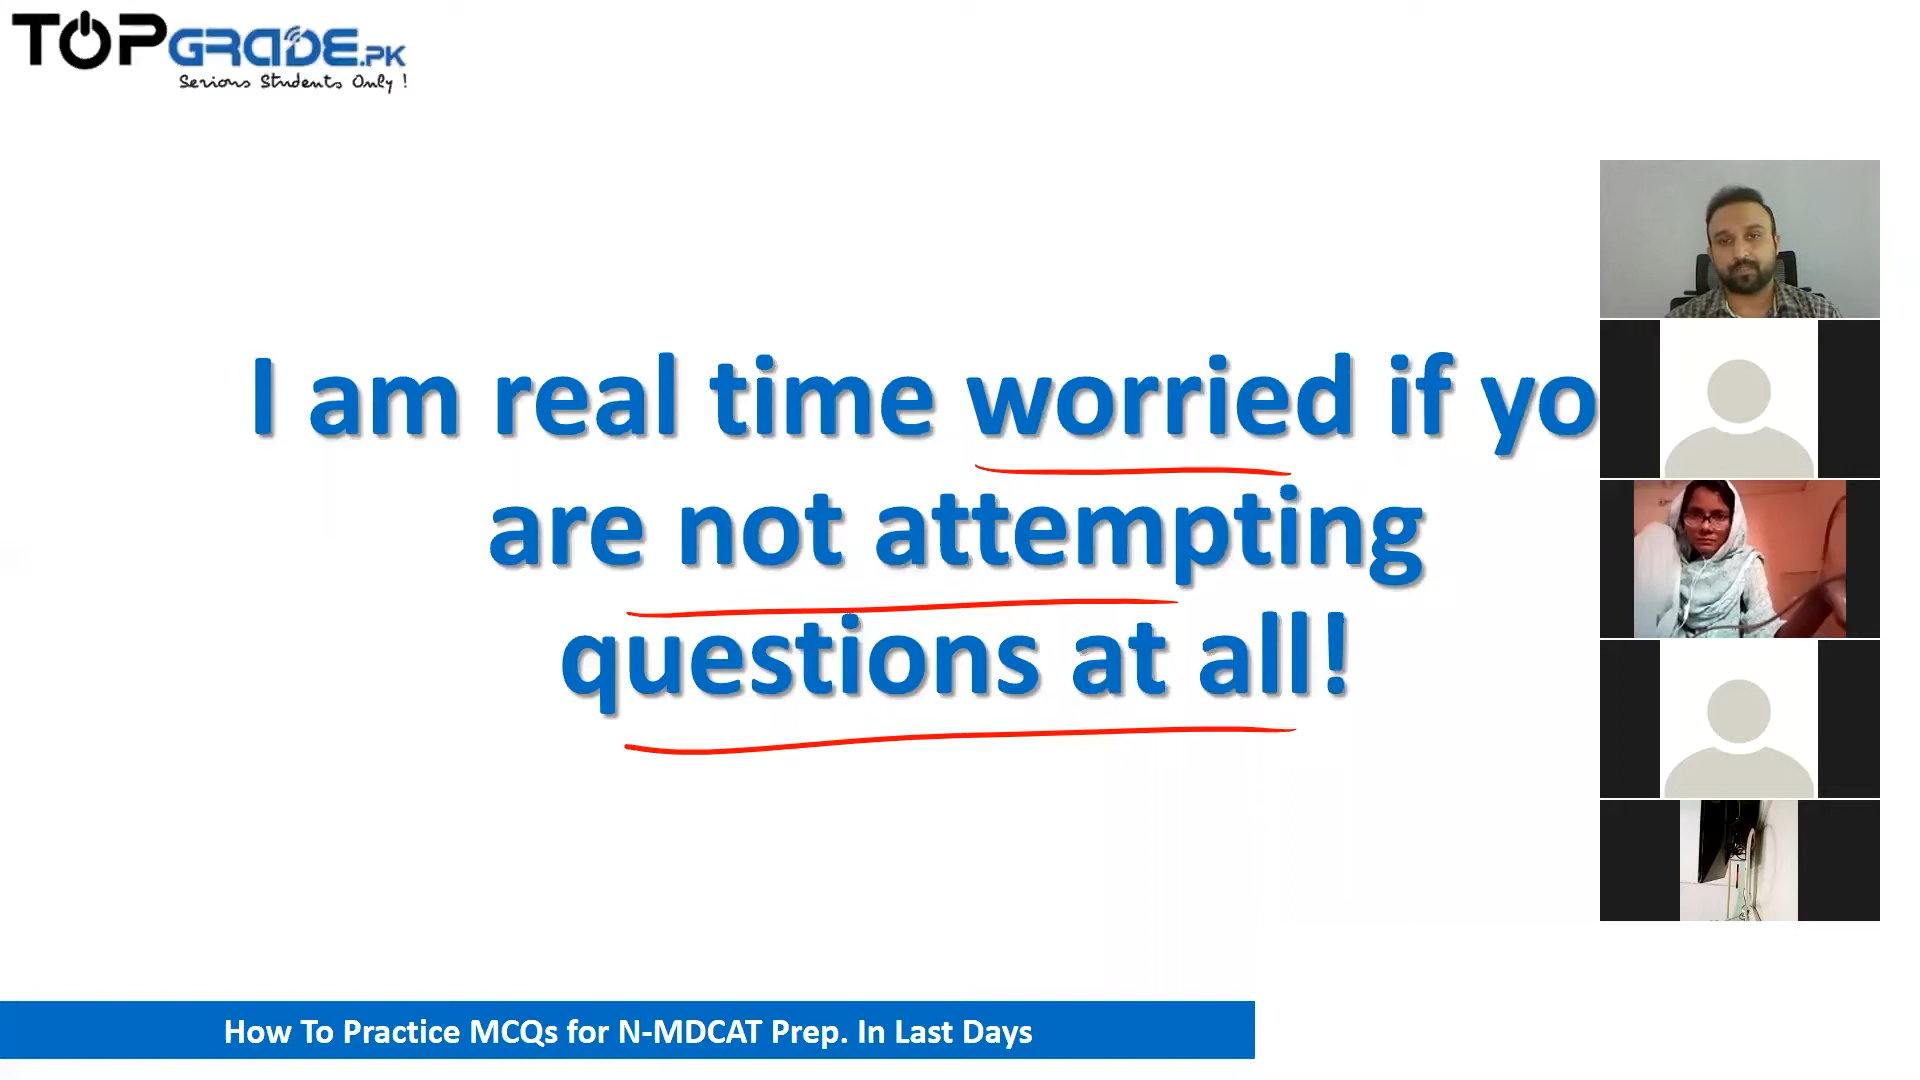 TOPGRADE.PK
Serious Students Only !
I am real time worried if yo
are not attempting
questions at all!
How To Practice MCQs for N-MDCAT Prep. In Last Days